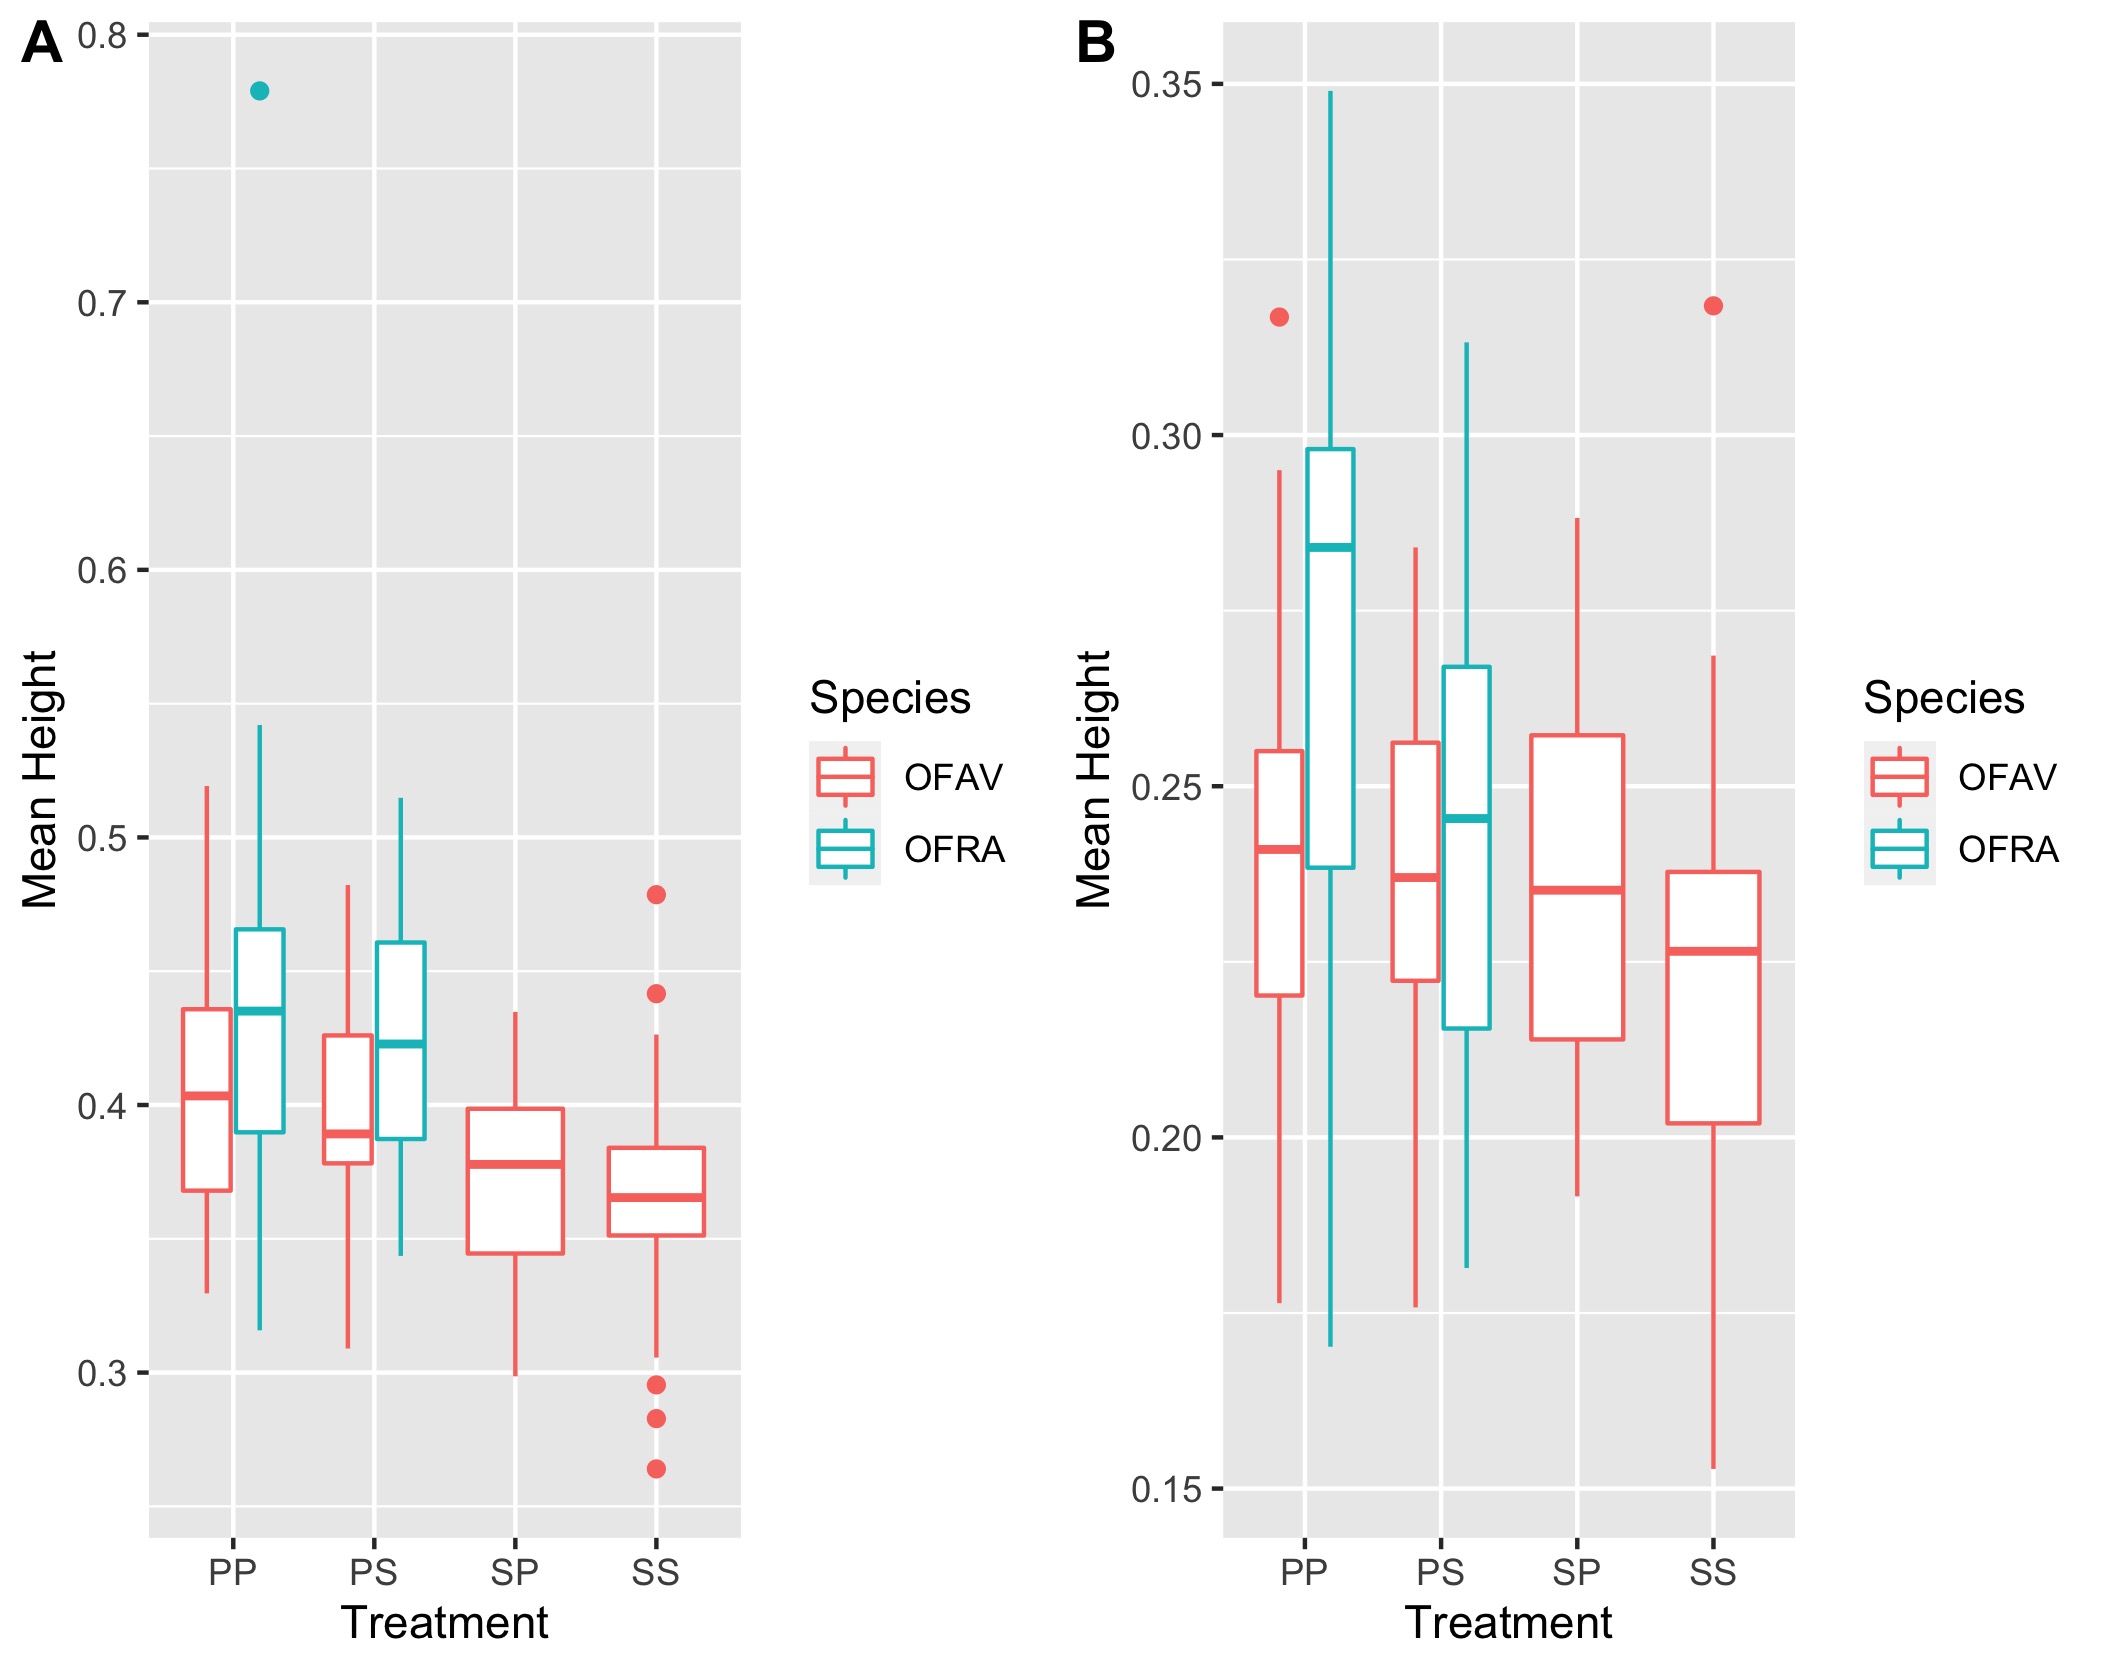 A
0.8
0.7
0.6
0.5
0.4
0.3
Mean Height
PP PS SP SS
Treatment
Species
OFAV
OFRA
B
0.35
0.30
0.25
0.20
0.15
Mean Height
PP PS SP SS
Treatment
Species
OFAV
OFRA